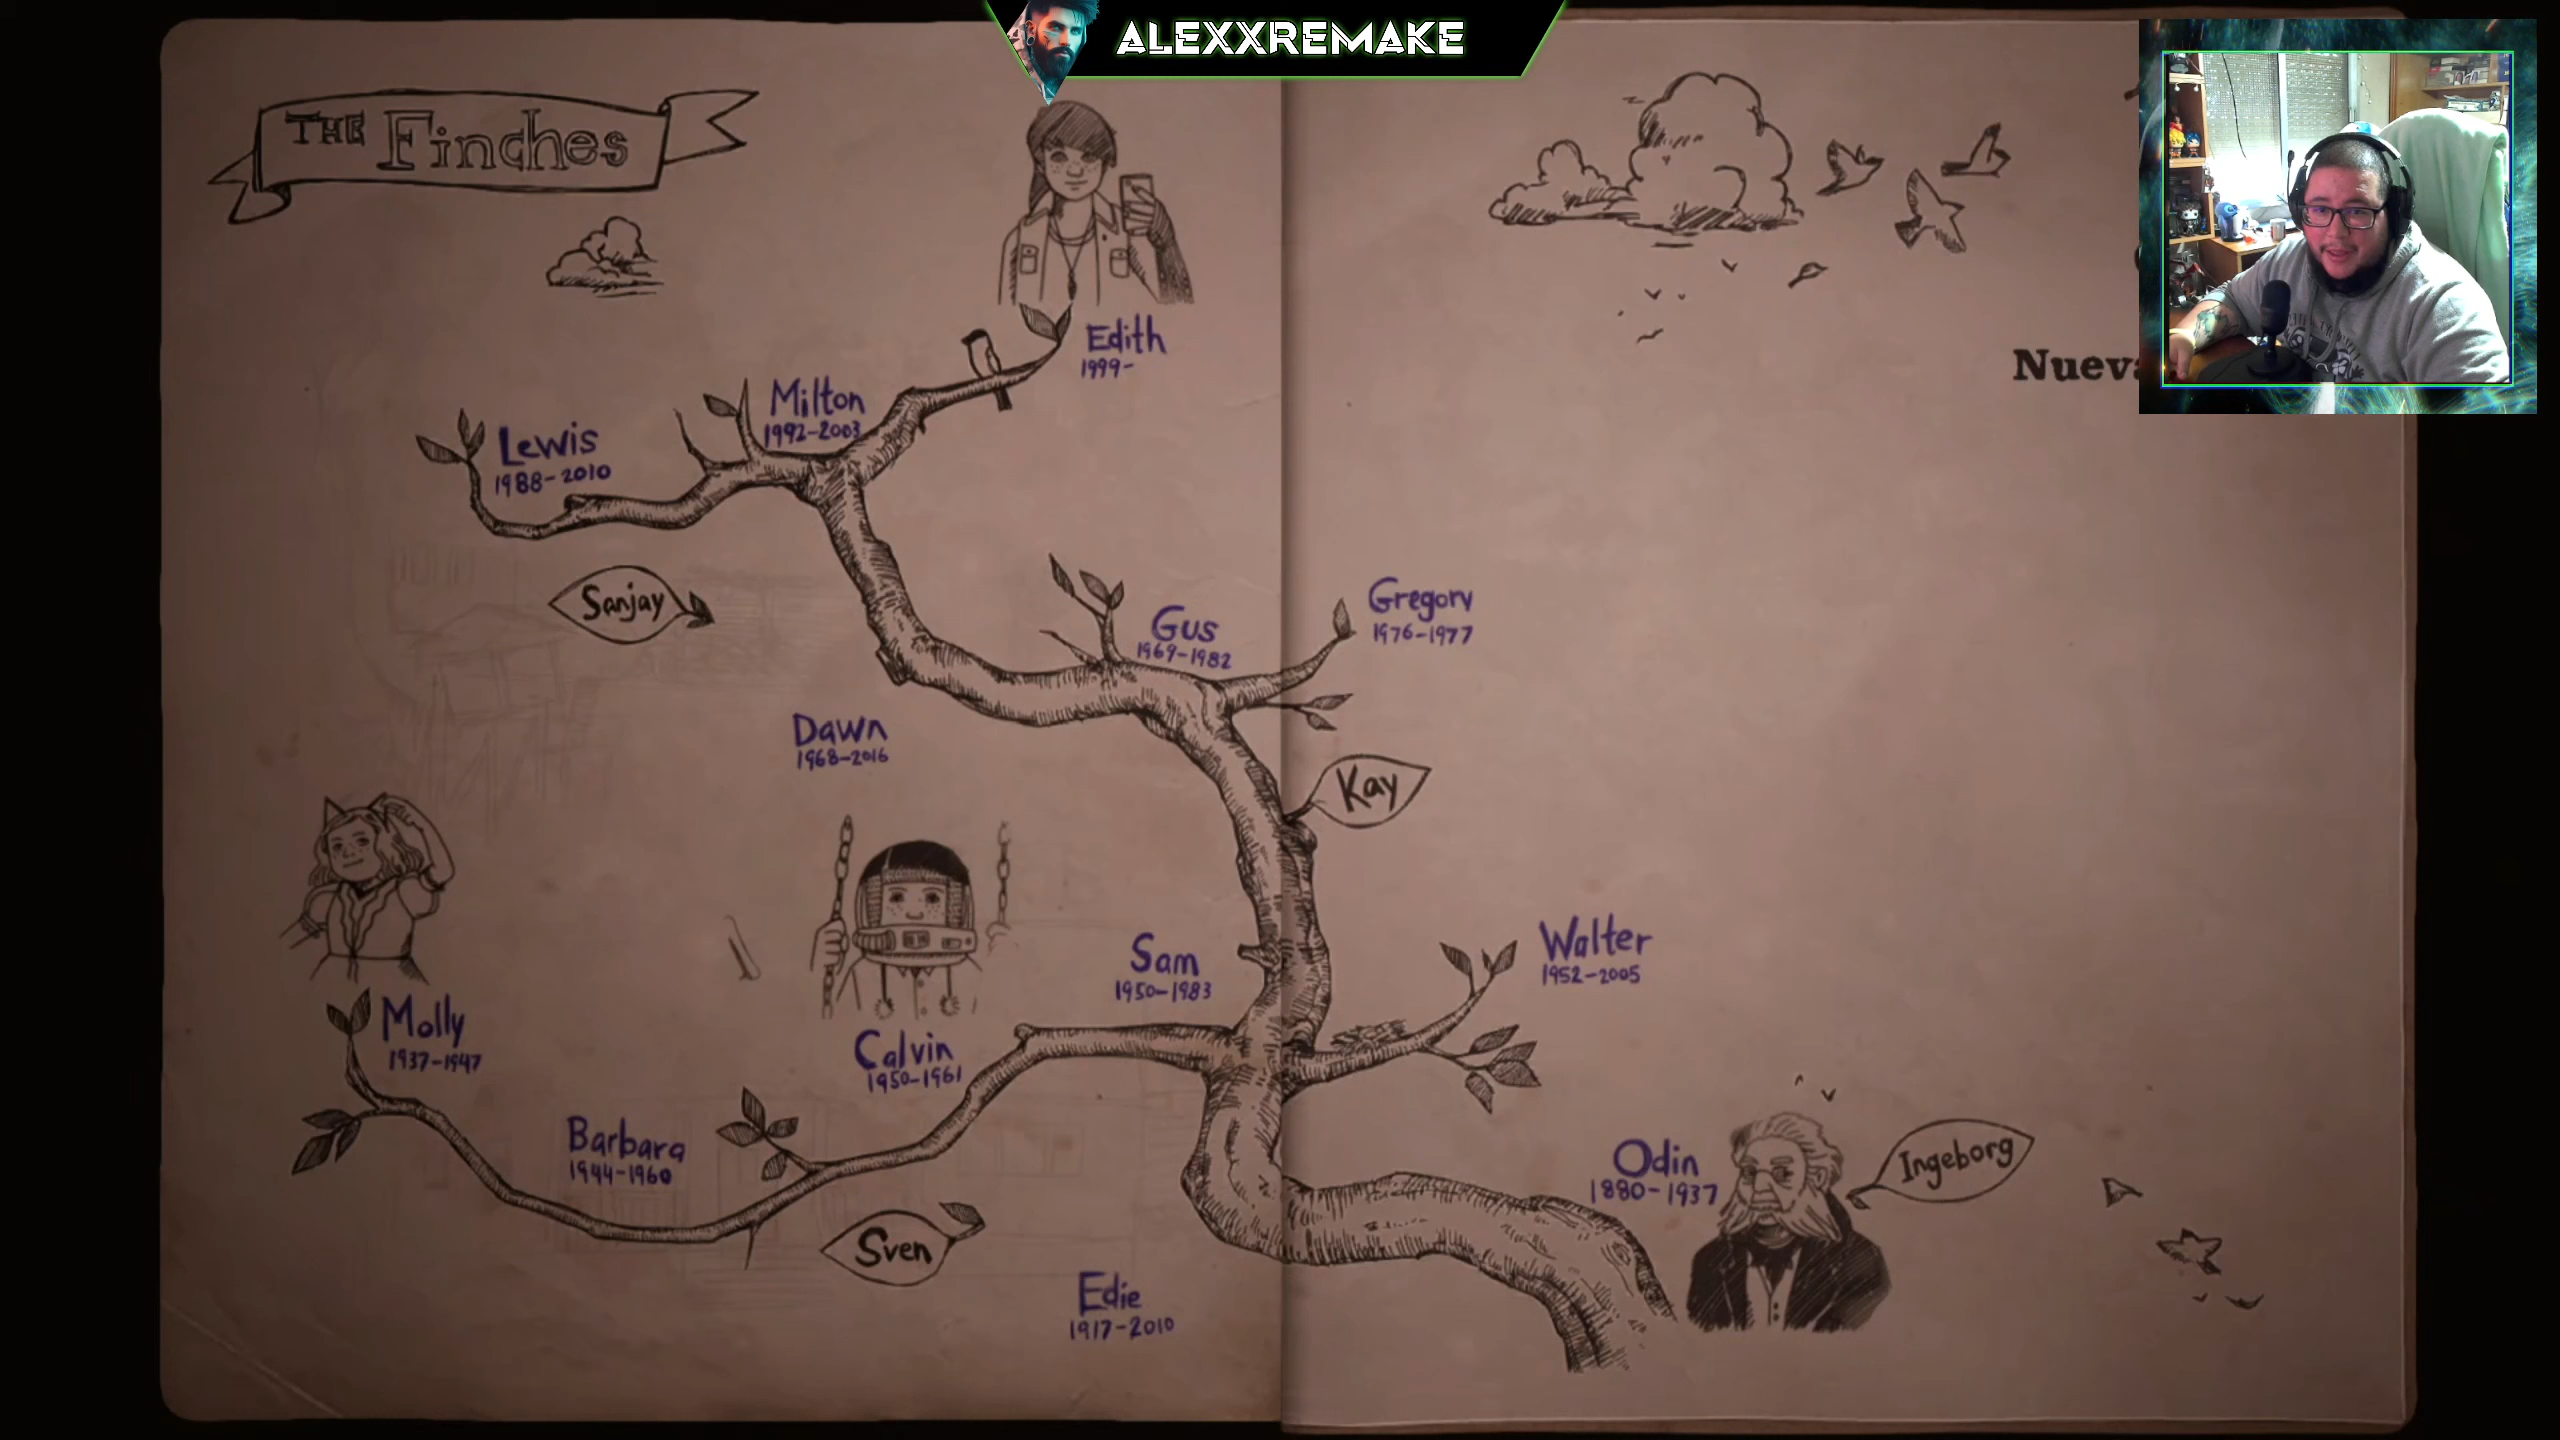 ALEXXREMAKE
THE Finches
Edith
1999-
Nueva
Milton
1992-2003
Lewis
1988-2010
Sanjay
Gus
1969-1982
Gregory
1976-1977
Dawn
1968-2016
Kay
Walter
1952-2005
Sam
1950-1983
Molly
1937-1947
Calvin
1950-1961
Barbara
1944-1960
Odin
1880-1937
Ingeborg
Sven
Edie
1917-2010